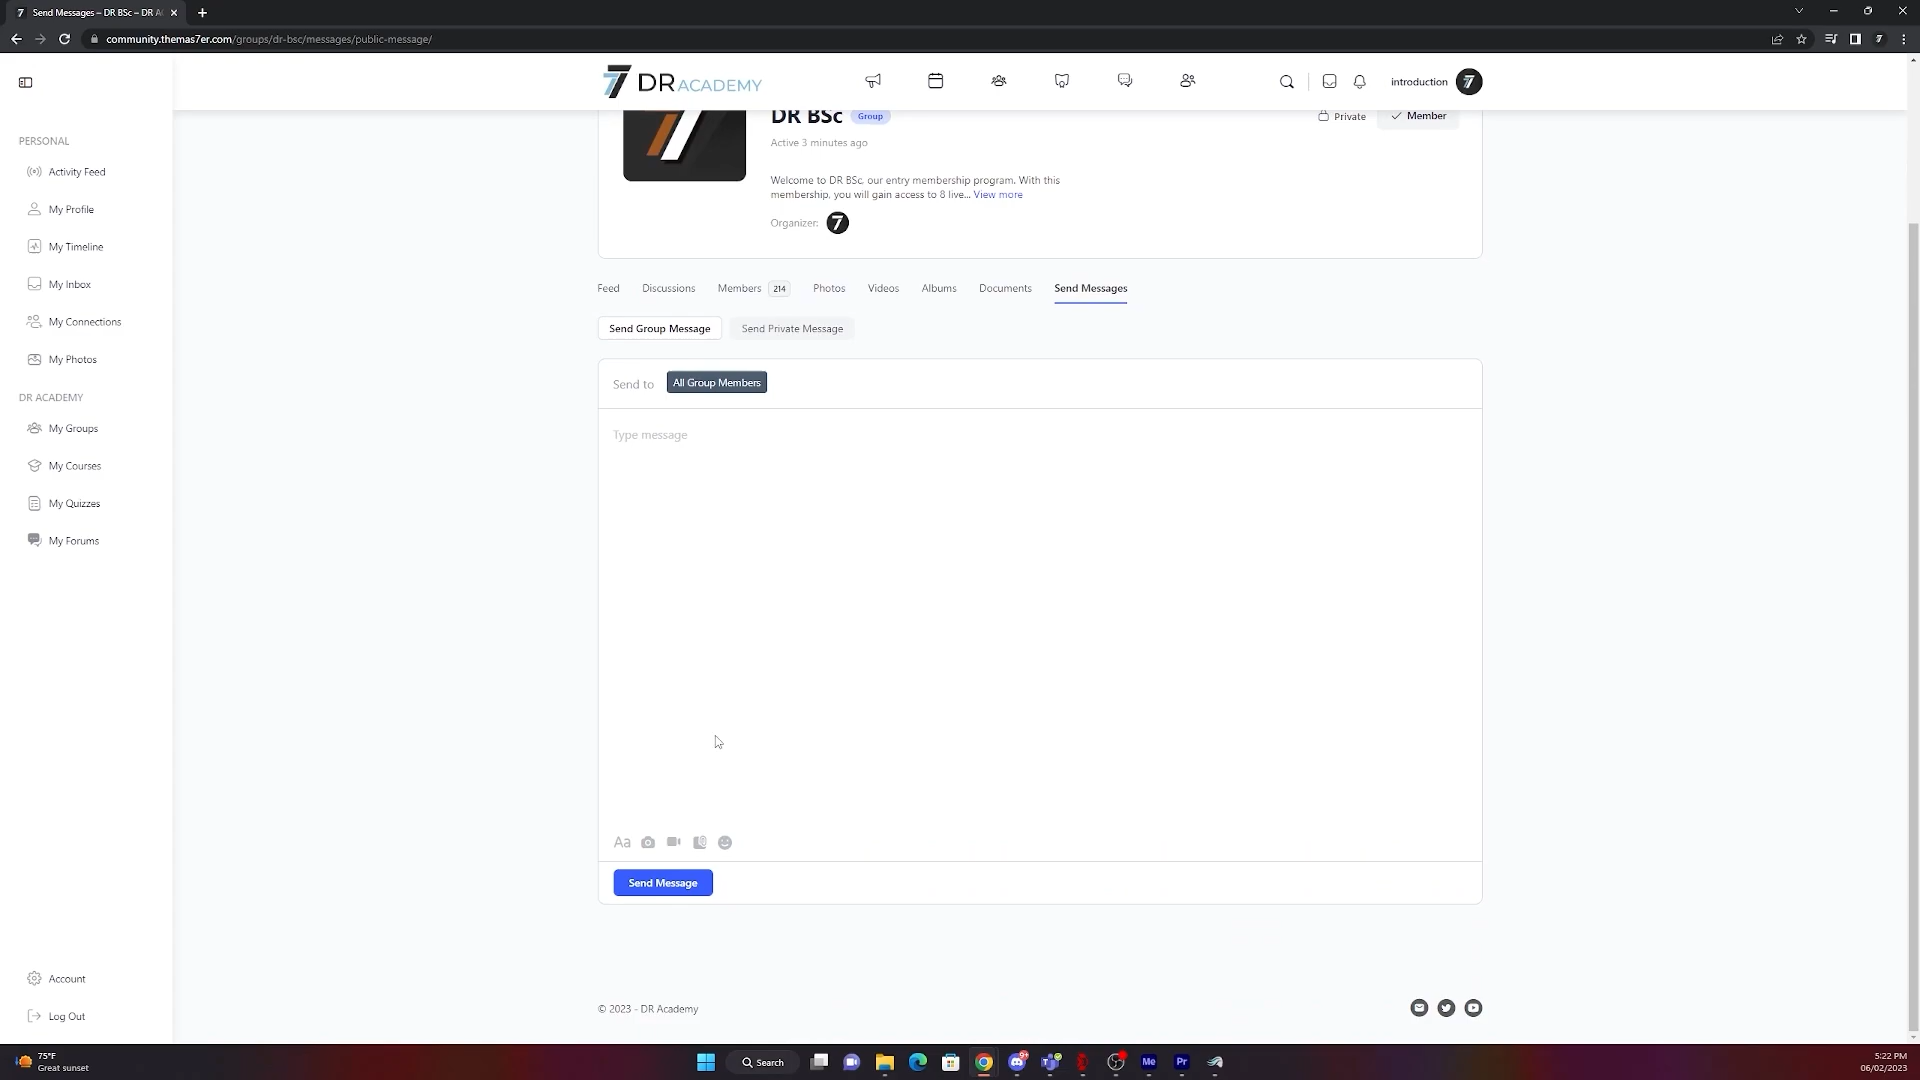 Send Messages – DR BSc – DR A
community.themas7er.com/groups/dr-bsc/messages/public-message/
DR ACADEMY
introduction
PERSONAL
Activity Feed
My Profile
My Timeline
My Inbox
My Connections
My Photos
DR ACADEMY
My Groups
My Courses
My Quizzes
My Forums
Account
Log Out
DR BSc Group
Private
Member
Active 3 minutes ago
Welcome to DR BSc, our entry membership program. With this
membership, you will gain access to 8 live... View more
Organizer:
Feed Discussions Members 214 Photos Videos Albums Documents Send Messages
Send Group Message Send Private Message
Send to All Group Members
Type message
Aa
Send Message
© 2023 - DR Academy
75°F
Great sunset
Search
Me
Pr
5:22 PM
06/02/2023